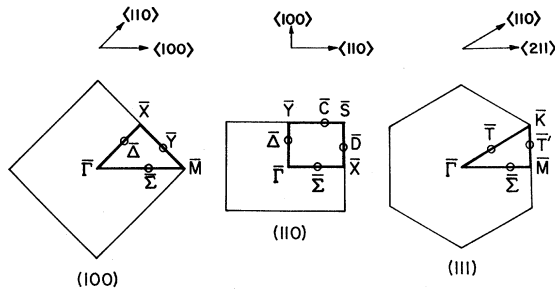 ⟨110⟩ ⟨100⟩ ⟨110⟩
⟨100⟩ ⟨110⟩ ⟨211⟩
X̄ Ȳ C̄ S̄ K̄
Δ̄ Ȳ Δ̄ D̄ T̄ T̄′
Γ̄ Σ̄ M̄ Γ̄ Σ̄ X̄ Γ̄ Σ̄ M̄
(100) (110) (111)